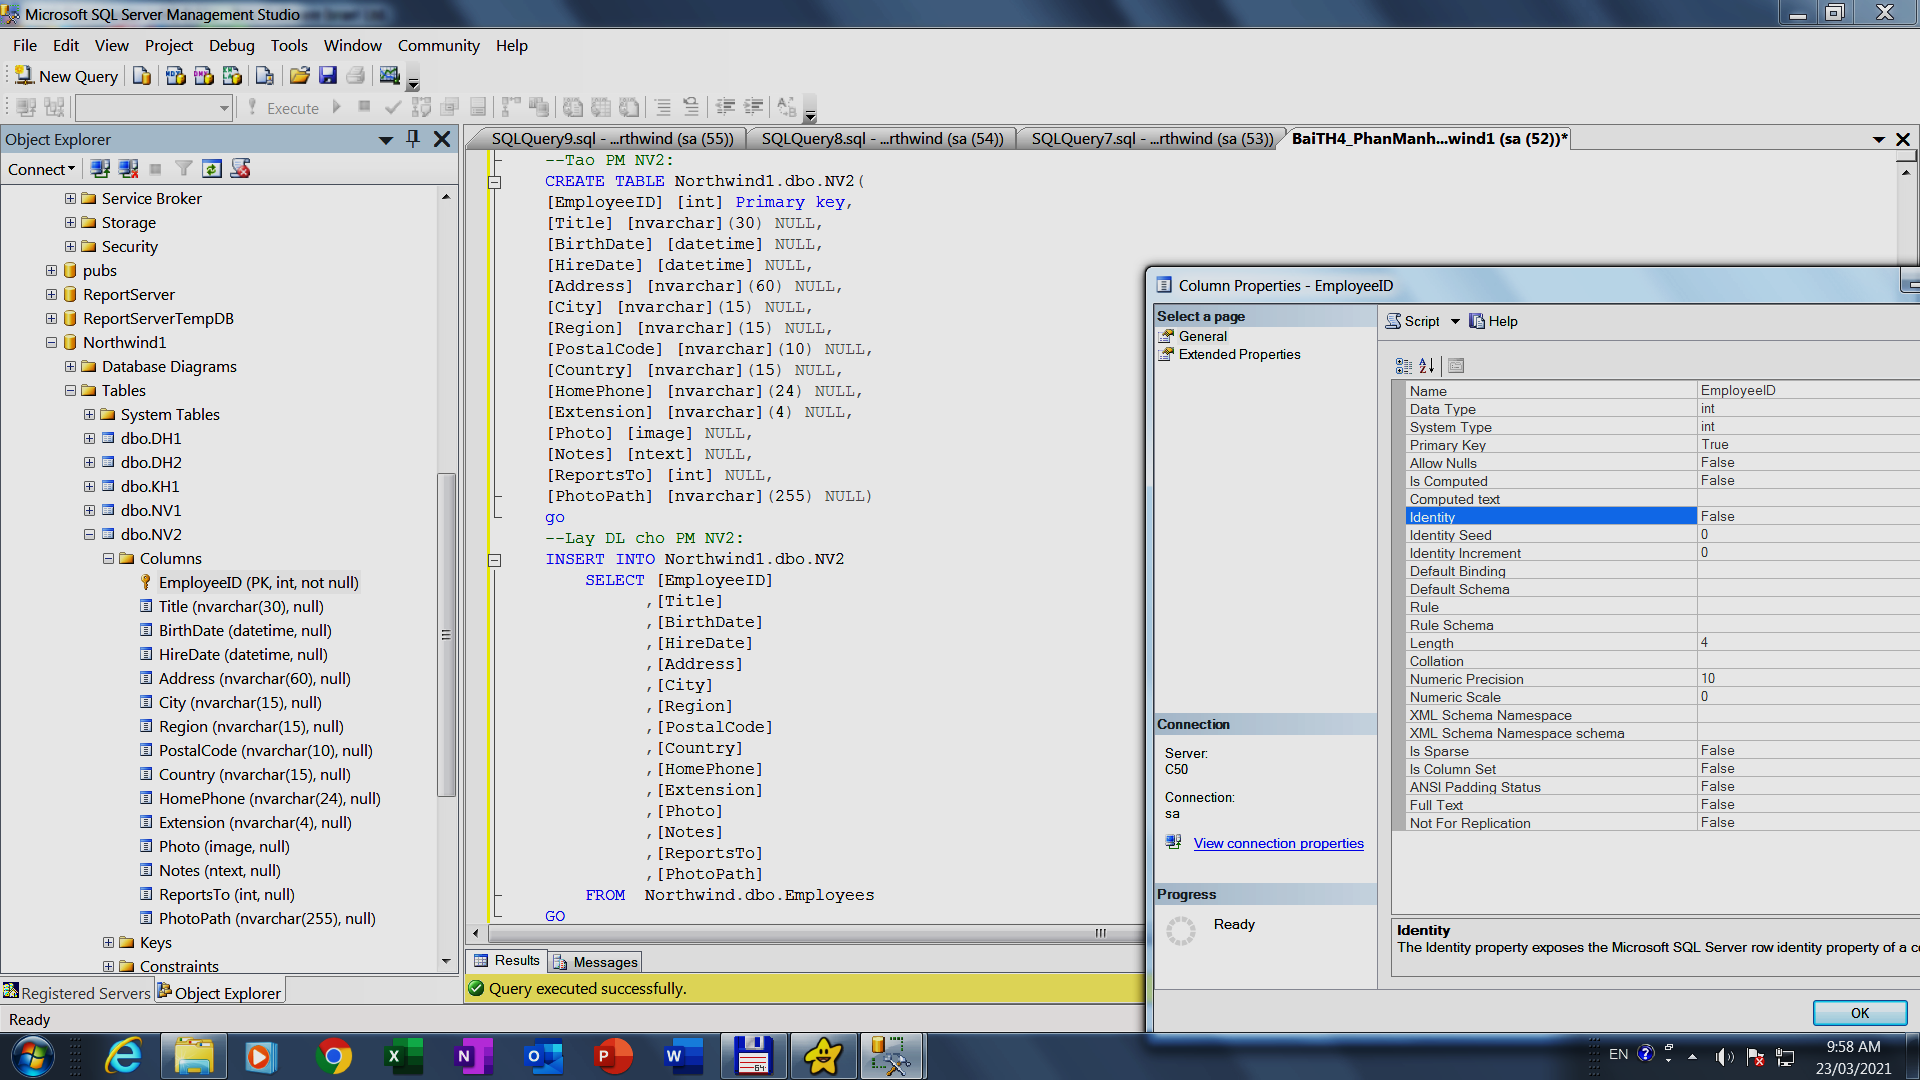 Microsoft SQL Server Management Studio
File Edit View Project Debug Tools Window Community Help
New Query
Execute
Object Explorer
Connect
Service Broker
Storage
Security
pubs
ReportServer
ReportServerTempDB
Northwind1
Database Diagrams
Tables
System Tables
dbo.DH1
dbo.DH2
dbo.KH1
dbo.NV1
dbo.NV2
Columns
EmployeeID (PK, int, not null)
Title (nvarchar(30), null)
BirthDate (datetime, null)
HireDate (datetime, null)
Address (nvarchar(60), null)
City (nvarchar(15), null)
Region (nvarchar(15), null)
PostalCode (nvarchar(10), null)
Country (nvarchar(15), null)
HomePhone (nvarchar(24), null)
Extension (nvarchar(4), null)
Photo (image, null)
Notes (ntext, null)
ReportsTo (int, null)
PhotoPath (nvarchar(255), null)
Keys
Constraints
Registered Servers Object Explorer
SQLQuery9.sql - ...rthwind (sa (55)) SQLQuery8.sql - ...rthwind (sa (54)) SQLQuery7.sql - ...rthwind (sa (53)) BaiTH4_PhanManh...wind1 (sa (52))*
--Tao PM NV2:
CREATE TABLE Northwind1.dbo.NV2(
[EmployeeID] [int] Primary key,
[Title] [nvarchar](30) NULL,
[BirthDate] [datetime] NULL,
[HireDate] [datetime] NULL,
[Address] [nvarchar](60) NULL,
[City] [nvarchar](15) NULL,
[Region] [nvarchar](15) NULL,
[PostalCode] [nvarchar](10) NULL,
[Country] [nvarchar](15) NULL,
[HomePhone] [nvarchar](24) NULL,
[Extension] [nvarchar](4) NULL,
[Photo] [image] NULL,
[Notes] [ntext] NULL,
[ReportsTo] [int] NULL,
[PhotoPath] [nvarchar](255) NULL)
go
--Lay DL cho PM NV2:
INSERT INTO Northwind1.dbo.NV2
SELECT [EmployeeID]
,[Title]
,[BirthDate]
,[HireDate]
,[Address]
,[City]
,[Region]
,[PostalCode]
,[Country]
,[HomePhone]
,[Extension]
,[Photo]
,[Notes]
,[ReportsTo]
,[PhotoPath]
FROM Northwind.dbo.Employees
GO
Results Messages
Query executed successfully.
Column Properties - EmployeeID
Select a page
General
Extended Properties
Connection
Server:
C50
Connection:
sa
View connection properties
Progress
Ready
Script Help
Name EmployeeID
Data Type int
System Type int
Primary Key True
Allow Nulls False
Is Computed False
Computed text
Identity False
Identity Seed 0
Identity Increment 0
Default Binding
Default Schema
Rule
Rule Schema
Length 4
Collation
Numeric Precision 10
Numeric Scale 0
XML Schema Namespace
XML Schema Namespace schema
Is Sparse False
Is Column Set False
ANSI Padding Status False
Full Text False
Not For Replication False
Identity
The Identity property exposes the Microsoft SQL Server row identity property of a
OK
Ready
EN
9:58 AM
23/03/2021